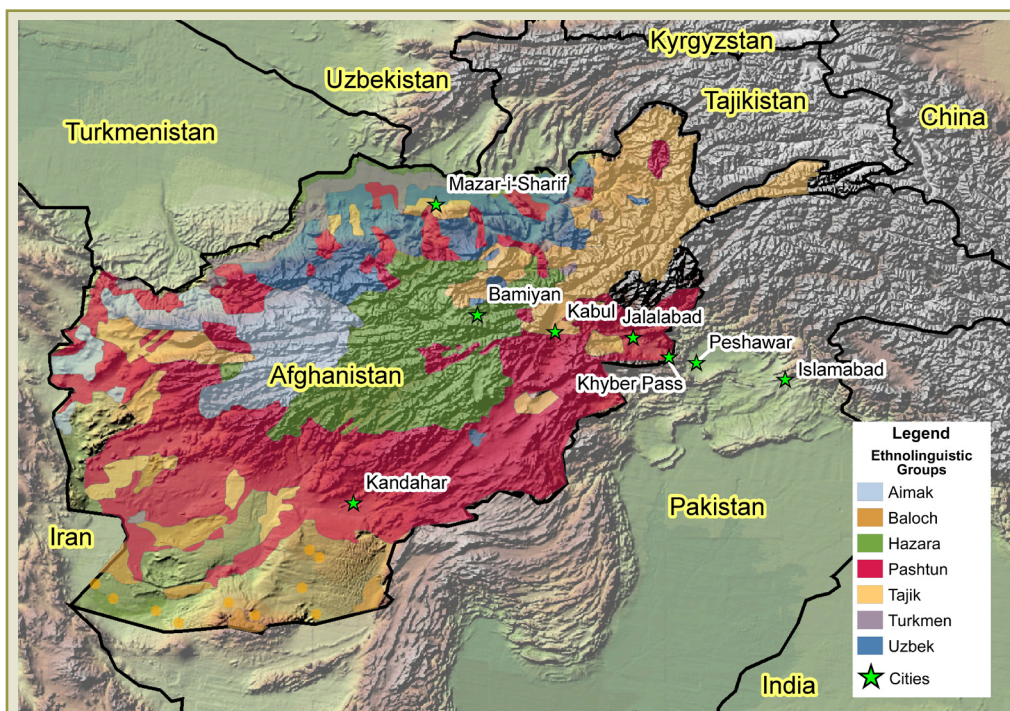 Kyrgyzstan
Uzbekistan
Tajikistan
China
Turkmenistan
Mazar-i-Sharif
Bamiyan
Kabul
Jalalabad
Peshawar
Khyber Pass
Islamabad
Afghanistan
Kandahar
Pakistan
Iran
India
Legend
Ethnolinguistic
Groups
Aimak
Baloch
Hazara
Pashtun
Tajik
Turkmen
Uzbek
Cities